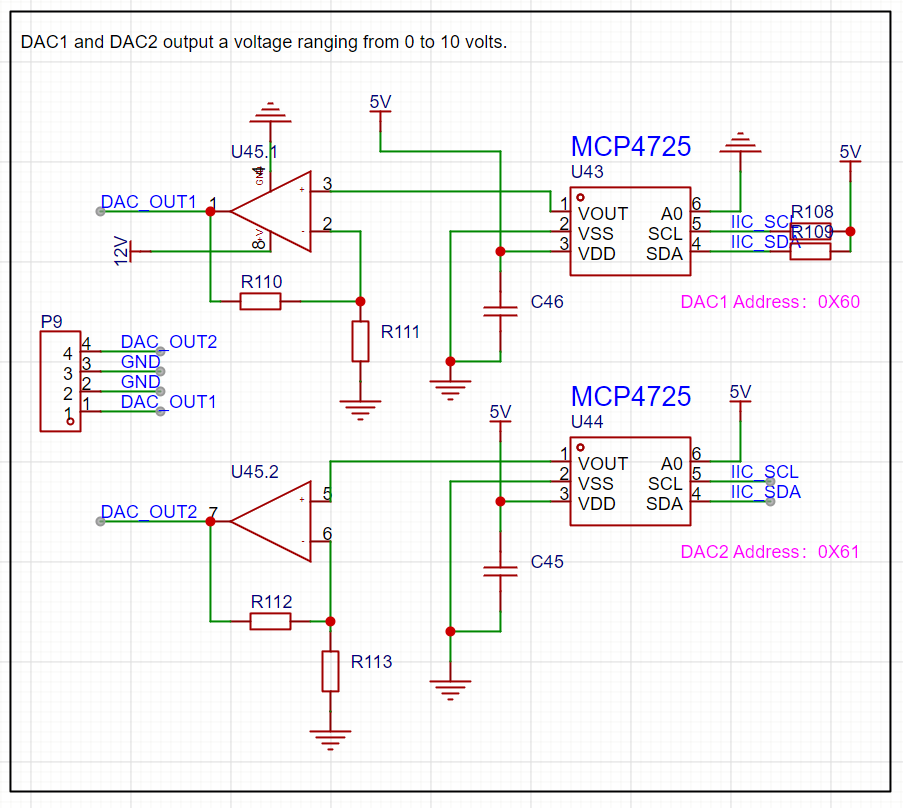 DAC1 and DAC2 output a voltage ranging from 0 to 10 volts.
5V
MCP4725
U43
5V
U45.1
4
GND
+
3
DAC_OUT1
1
-
2
8
12V
1
VOUT
A0
6
2
VSS
SCL
5
IIC_SCL
R108
3
VDD
SDA
4
IIC_SDA
R109
R110
C46
DAC1 Address：0X60
R111
P9
4
4
DAC_OUT2
3
3
GND
2
2
GND
1
1
DAC_OUT1
MCP4725
5V
5V
U44
1
VOUT
A0
6
2
VSS
SCL
5
IIC_SCL
3
VDD
SDA
4
IIC_SDA
U45.2
+
5
DAC_OUT2
7
-
6
C45
DAC2 Address：0X61
R112
R113